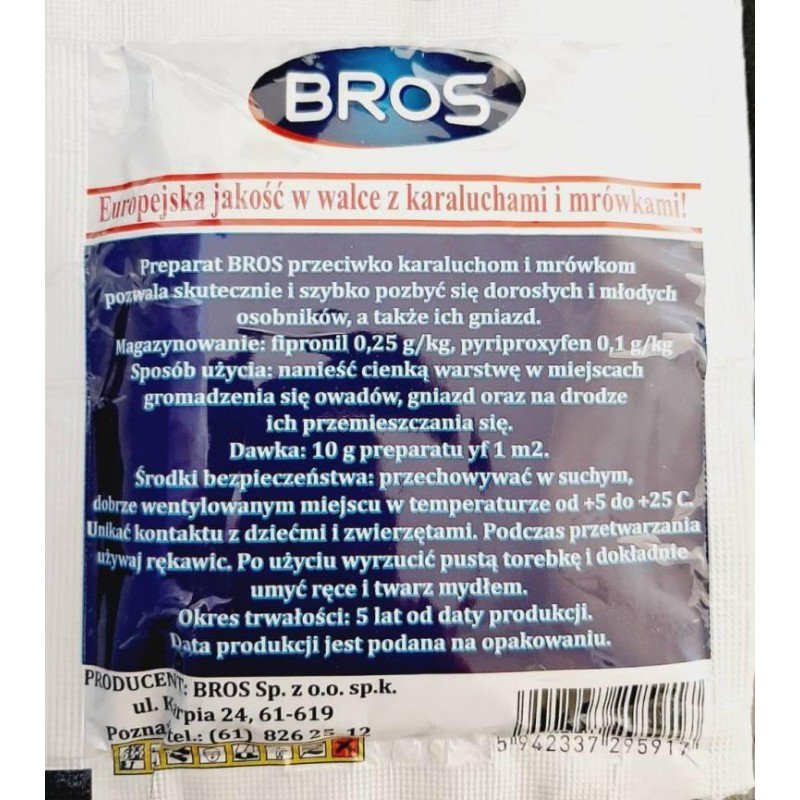 BROS
Europejska jakość w walce z karaluchami i mrówkami!
Preparat BROS przeciwko karaluchom i mrówkom
pozwala skutecznie i szybko pozbyć się dorosłych i młodych
osobników, a także ich gniazd.
Magazynowanie: fipronil 0,25 g/kg, pyriproxyfen 0,1 g/kg
Sposób użycia: nanieść cienką warstwę w miejscach
gromadzenia się owadów, gniazd oraz na drodze
ich przemieszczania się.
Dawka: 10 g preparatu yf 1 m2.
Środki bezpieczeństwa: przechowywać w suchym,
dobrze wentylowanym miejscu w temperaturze od +5 do +25 C.
Unikać kontaktu z dziećmi i zwierzętami. Podczas przetwarzania
używaj rękawic. Po użyciu wyrzucić pustą torebkę i dokładnie
umyć ręce i twarz mydłem.
Okres trwałości: 5 lat od daty produkcji.
Data produkcji jest podana na opakowaniu.
PRODUCENT: BROS Sp. z o.o. sp.k.
ul. Karpia 24, 61-619
tel.: (61) 826 25 12
5 942337 295917